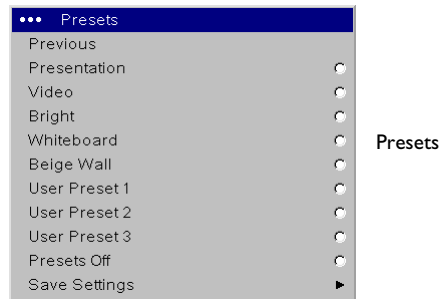 ••• Presets
Previous
Presentation
Video
Bright
Whiteboard
Beige Wall
User Preset 1
User Preset 2
User Preset 3
Presets Off
Save Settings
Presets